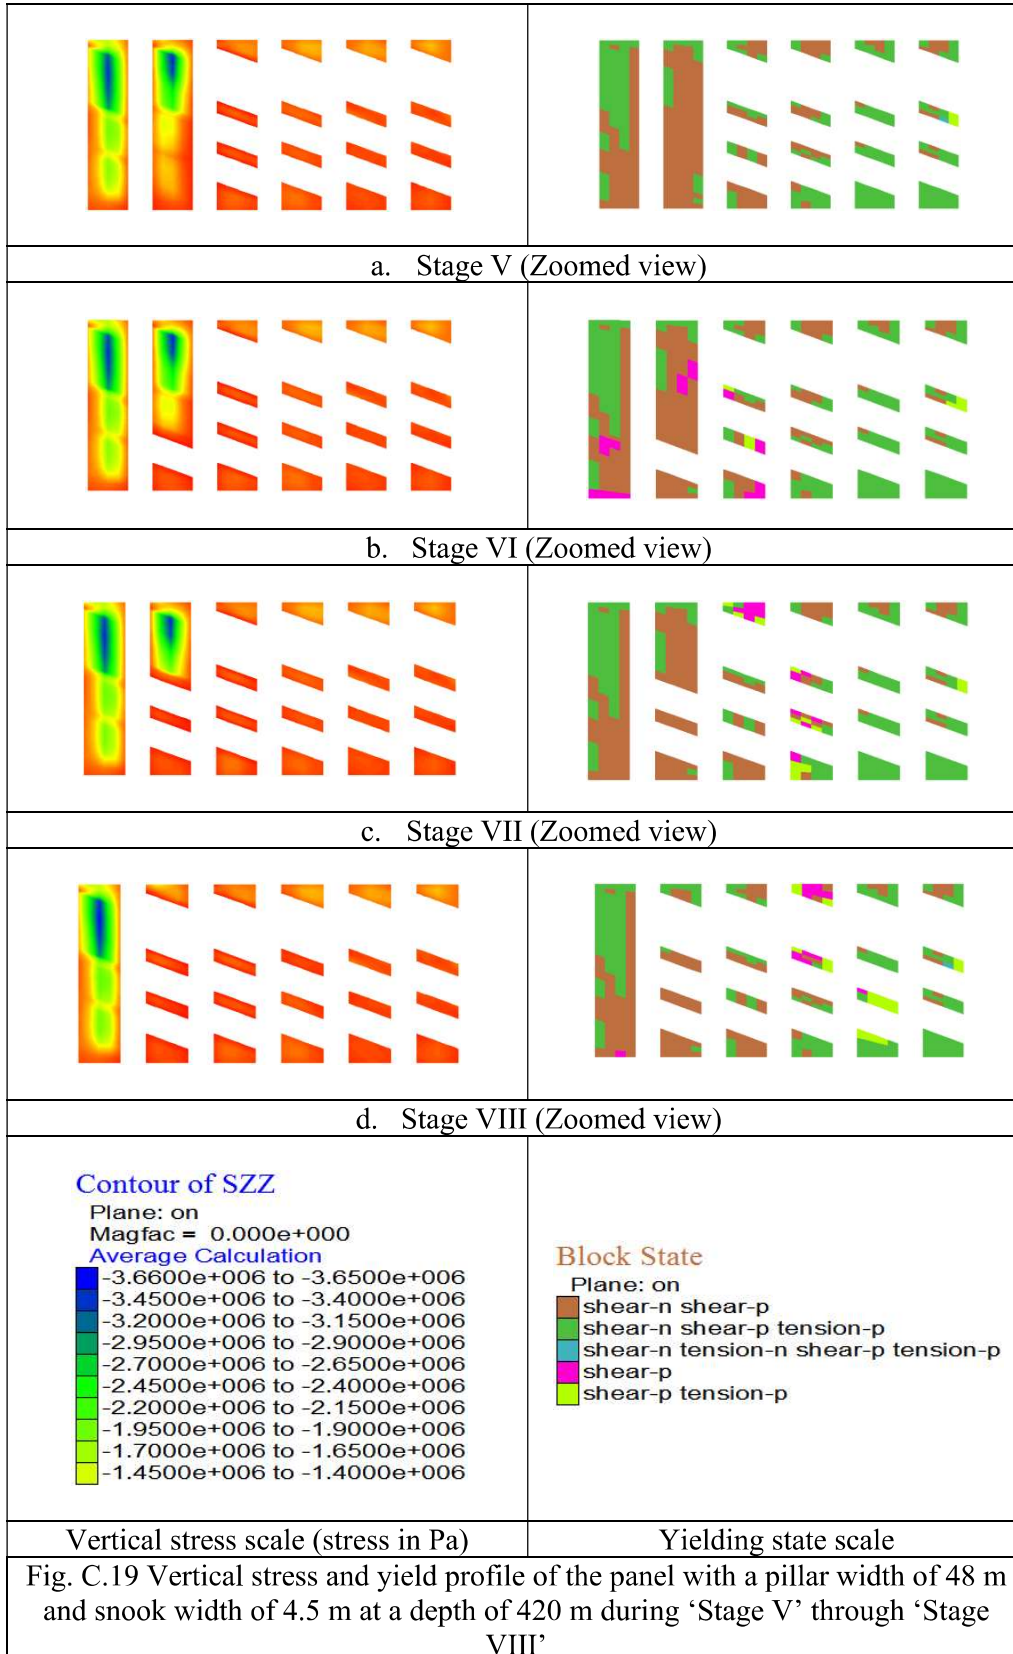 a. Stage V (Zoomed view)
b. Stage VI (Zoomed view)
c. Stage VII (Zoomed view)
d. Stage VIII (Zoomed view)
Contour of SZZ
Plane: on
Magfac = 0.000e+000
Average Calculation
-3.6600e+006 to -3.6500e+006
-3.4500e+006 to -3.4000e+006
-3.2000e+006 to -3.1500e+006
-2.9500e+006 to -2.9000e+006
-2.7000e+006 to -2.6500e+006
-2.4500e+006 to -2.4000e+006
-2.2000e+006 to -2.1500e+006
-1.9500e+006 to -1.9000e+006
-1.7000e+006 to -1.6500e+006
-1.4500e+006 to -1.4000e+006
Block State
Plane: on
shear-n shear-p
shear-n shear-p tension-p
shear-n tension-n shear-p tension-p
shear-p
shear-p tension-p
Vertical stress scale (stress in Pa)
Yielding state scale
Fig. C.19 Vertical stress and yield profile of the panel with a pillar width of 48 m
and snook width of 4.5 m at a depth of 420 m during ‘Stage V’ through ‘Stage
VIII’